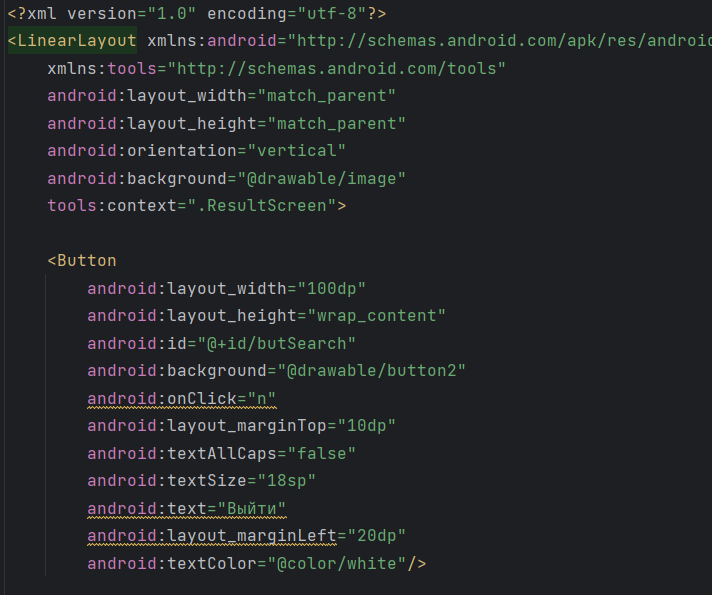 <?xml version="1.0" encoding="utf-8"?>
<LinearLayout xmlns:android="http://schemas.android.com/apk/res/android
xmlns:tools="http://schemas.android.com/tools"
android:layout_width="match_parent"
android:layout_height="match_parent"
android:orientation="vertical"
android:background="@drawable/image"
tools:context=".ResultScreen">
<Button
android:layout_width="100dp"
android:layout_height="wrap_content"
android:id="@+id/butSearch"
android:background="@drawable/button2"
android:onClick="n"
android:layout_marginTop="10dp"
android:textAllCaps="false"
android:textSize="18sp"
android:text="Выйти"
android:layout_marginLeft="20dp"
android:textColor="@color/white"/>